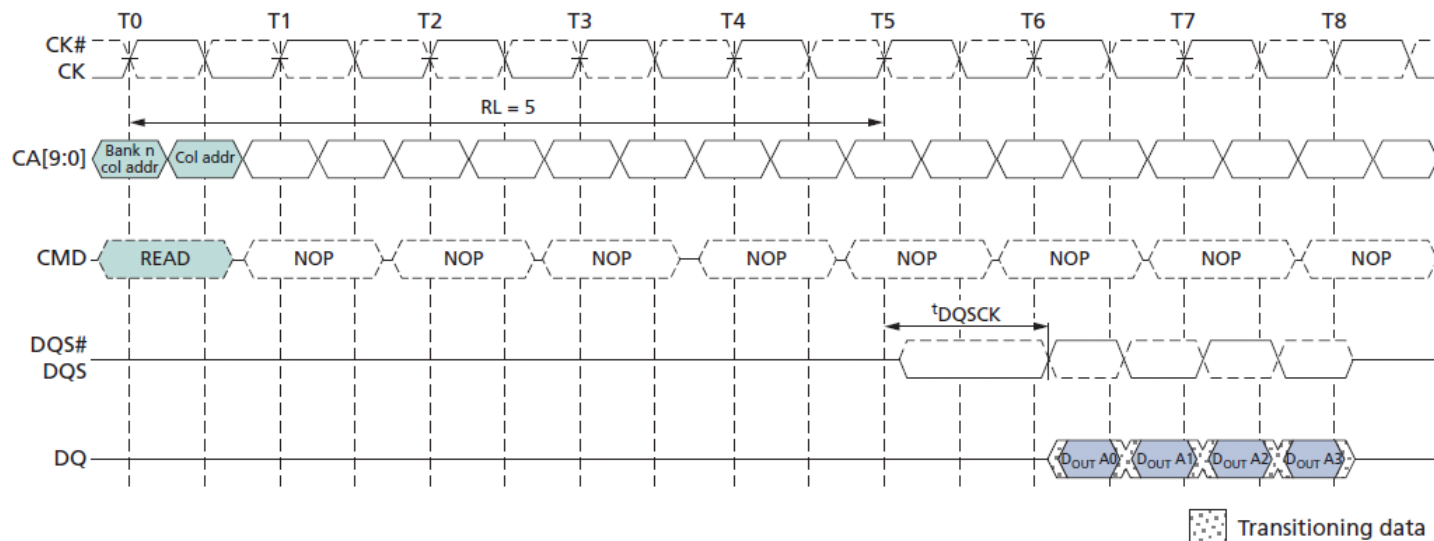 T0 T1 T2 T3 T4 T5 T6 T7 T8
CK#
CK
RL = 5
CA[9:0] Bank n col addr Col addr
CMD READ NOP NOP NOP NOP NOP NOP NOP NOP
tDQSCK
DQS#
DQS
DQ DOUT A0 DOUT A1 DOUT A2 DOUT A3
Transitioning data